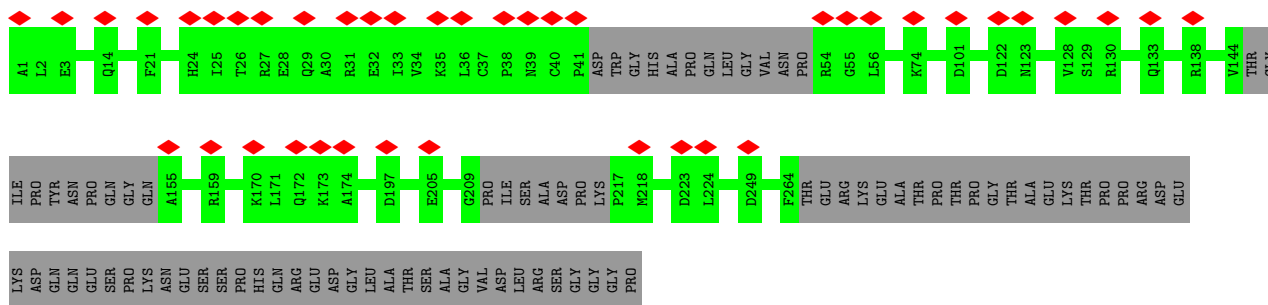 A1 L2 E3 Q14 F21 H24 I25 T26 R27 E28 Q29 A30 R31 E32 I33 V34 K35 L36 C37 P38 N39 C40 P41 ASP TRP GLY HIS ALA PRO GLN LEU GLY VAL ASN PRO R54 G55 L56 K74 D101 D122 N123 V128 S129 R130 Q133 R138 V144 THR GLY
ILE PRO TYR ASN PRO GLN GLY GLN A155 R159 K170 L171 Q172 K173 A174 D197 E205 G209 PRO ILE SER ALA ASP PRO LYS P217 M218 D223 L224 D249 F264 THR GLU ARG LYS GLU ALA THR PRO THR PRO GLY THR ALA GLU LYS THR PRO PRO ARG ASP GLU
LYS ASP GLN GLN GLU SER PRO LYS ASN GLU SER SER PRO HIS GLN ARG GLU ASP GLY LEU ALA THR SER ALA GLY VAL ASP LEU ARG SER GLY GLY GLY PRO